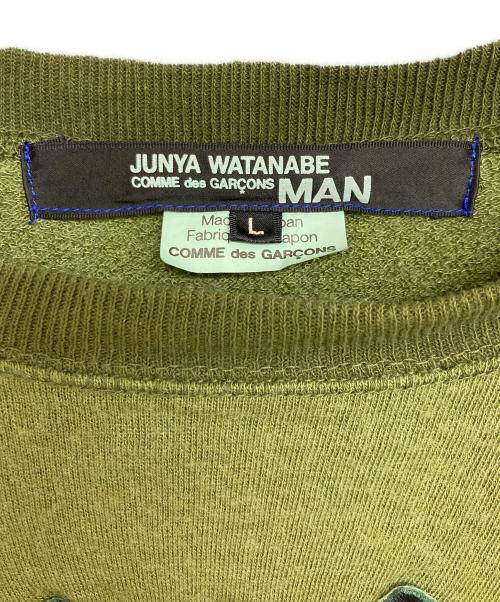 JUNYA WATANABE
COMME des GARÇONS MAN
L
COMME des GARÇONS